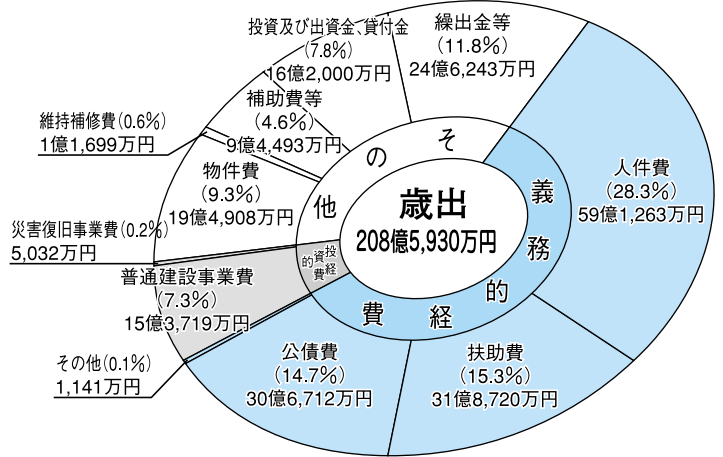 歳出
208億5,930万円
義務的経費
人件費
(28.3%)
59億1,263万円
扶助費
(15.3%)
31億8,720万円
公債費
(14.7%)
30億6,712万円
投資的経費
その他(0.1%)
1,141万円
普通建設事業費
(7.3%)
15億3,719万円
災害復旧事業費(0.2%)
5,032万円
その他
物件費
(9.3%)
19億4,908万円
維持補修費(0.6%)
1億1,699万円
補助費等
(4.6%)
9億4,493万円
投資及び出資金、貸付金
(7.8%)
16億2,000万円
繰出金等
(11.8%)
24億6,243万円